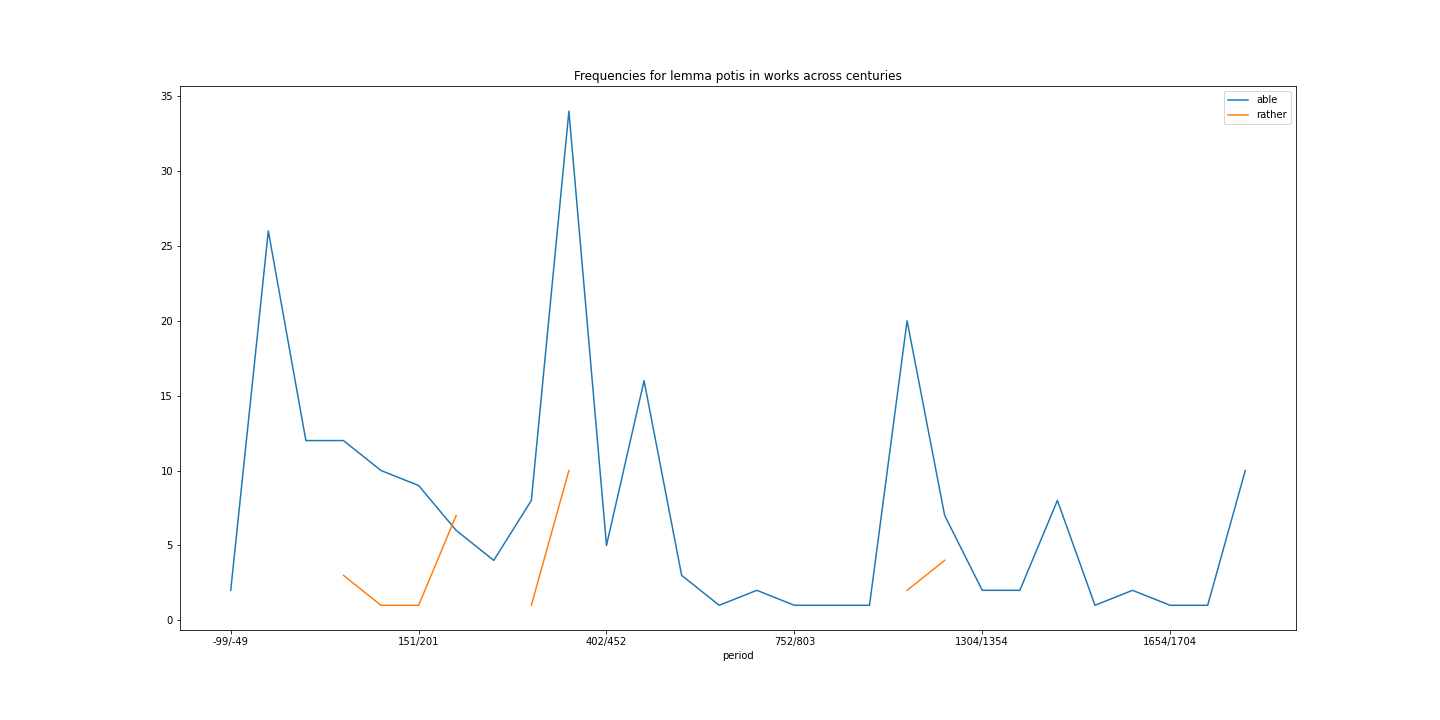 Frequencies for lemma potis in works across centuries
able
rather
35
30
25
20
15
10
5
0
-99/-49 151/201 402/452 752/803 1304/1354 1654/1704
period